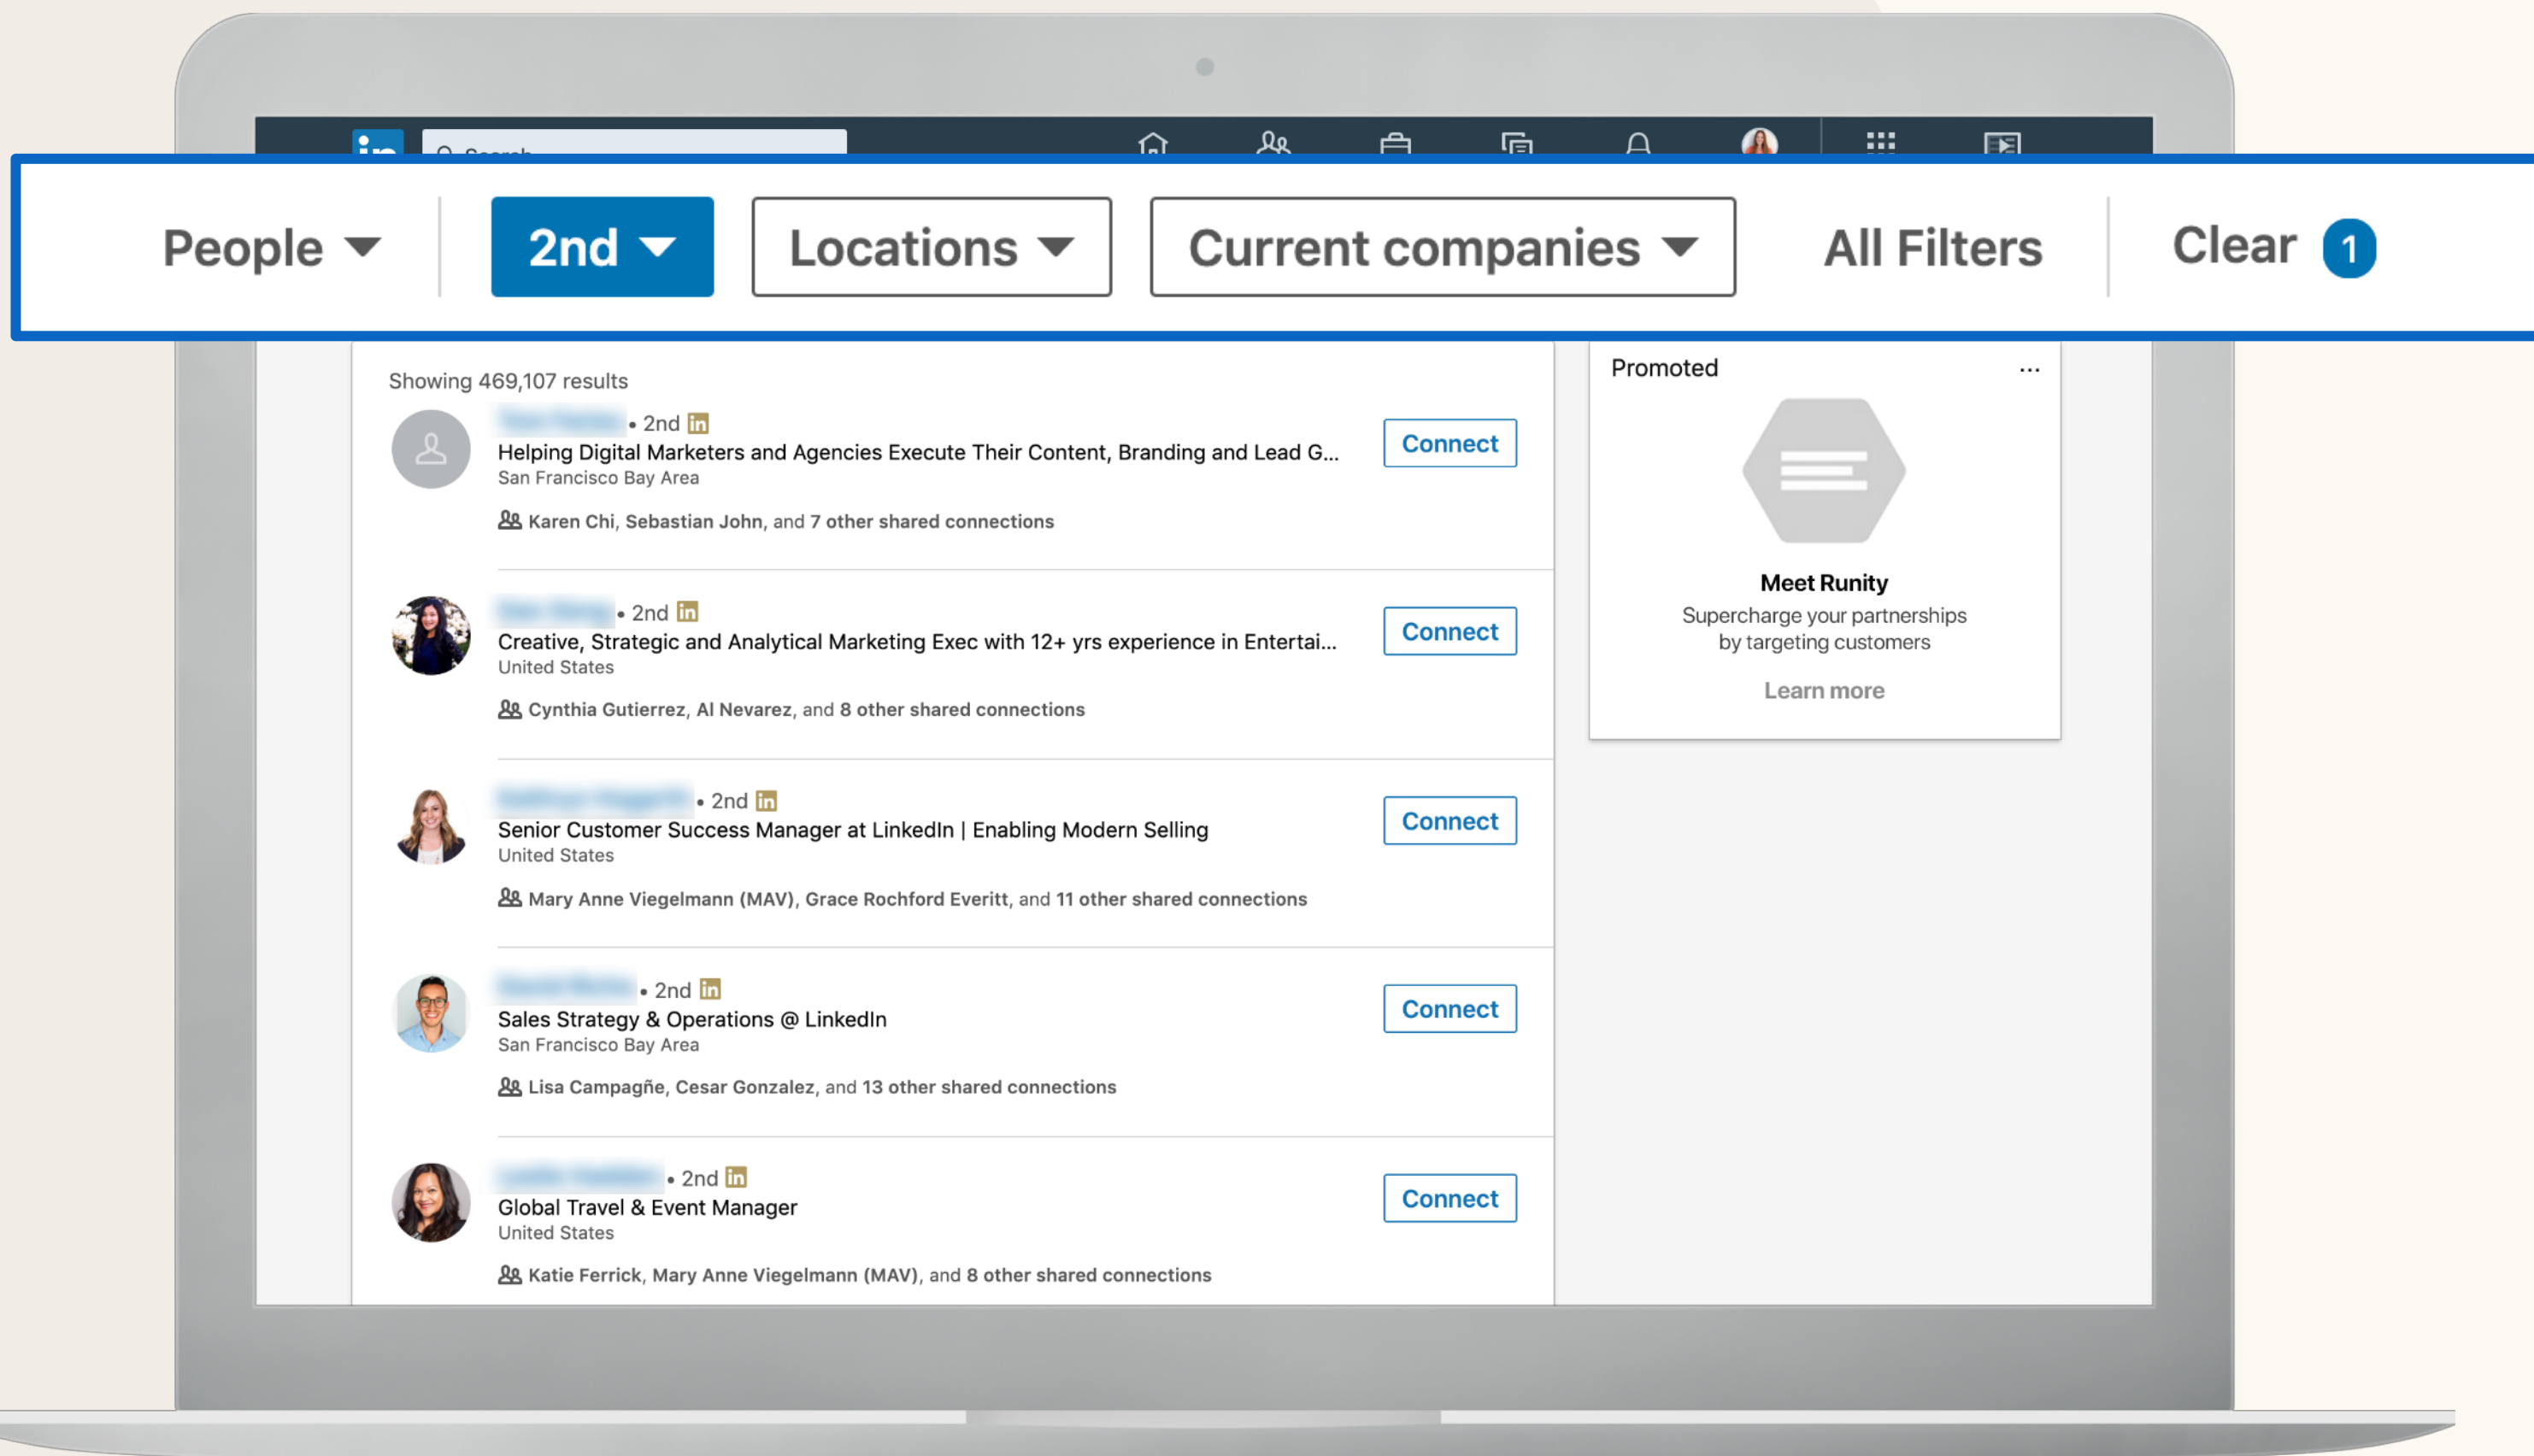 in Search
People 2nd Locations Current companies All Filters Clear 1
Showing 469,107 results
• 2nd in
Helping Digital Marketers and Agencies Execute Their Content, Branding and Lead G...
San Francisco Bay Area
Connect
Karen Chi, Sebastian John, and 7 other shared connections
• 2nd in
Creative, Strategic and Analytical Marketing Exec with 12+ yrs experience in Entertai...
United States
Connect
Cynthia Gutierrez, Al Nevarez, and 8 other shared connections
• 2nd in
Senior Customer Success Manager at LinkedIn | Enabling Modern Selling
United States
Connect
Mary Anne Viegelmann (MAV), Grace Rochford Everitt, and 11 other shared connections
• 2nd in
Sales Strategy & Operations @ LinkedIn
San Francisco Bay Area
Connect
Lisa Campagñe, Cesar Gonzalez, and 13 other shared connections
• 2nd in
Global Travel & Event Manager
United States
Connect
Katie Ferrick, Mary Anne Viegelmann (MAV), and 8 other shared connections
Promoted ...
Meet Runity
Supercharge your partnerships
by targeting customers
Learn more